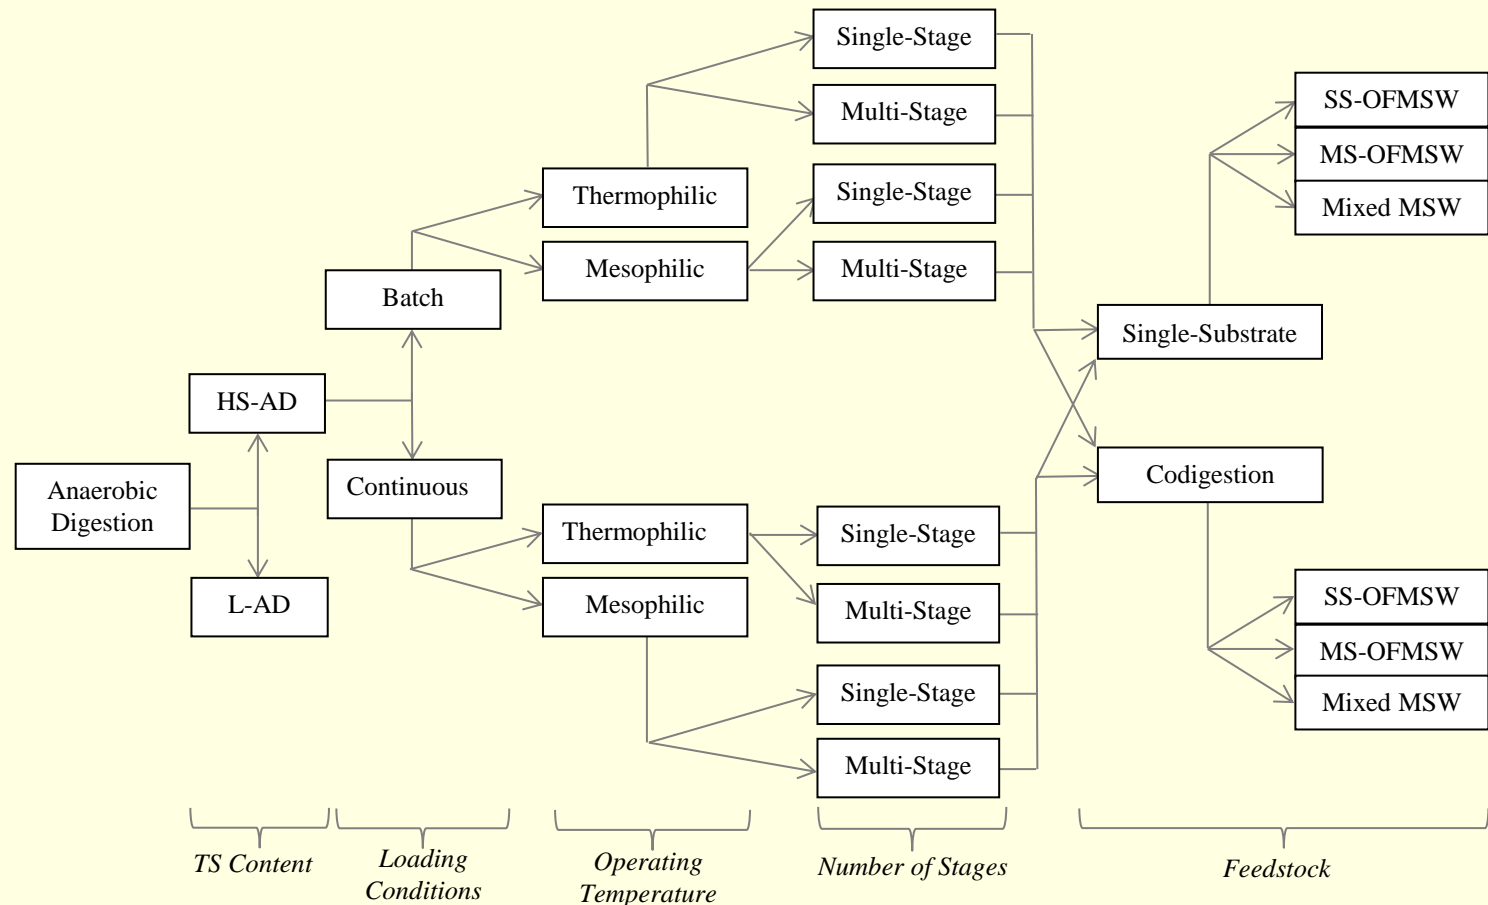 Single-Stage
Multi-Stage
Single-Stage
Multi-Stage
Thermophilic
Mesophilic
Batch
HS-AD
Anaerobic
Digestion
L-AD
Continuous
Thermophilic
Mesophilic
Single-Stage
Multi-Stage
Single-Stage
Multi-Stage
SS-OFMSW
MS-OFMSW
Mixed MSW
Single-Substrate
Codigestion
SS-OFMSW
MS-OFMSW
Mixed MSW
TS Content
Loading
Conditions
Operating
Temperature
Number of Stages
Feedstock